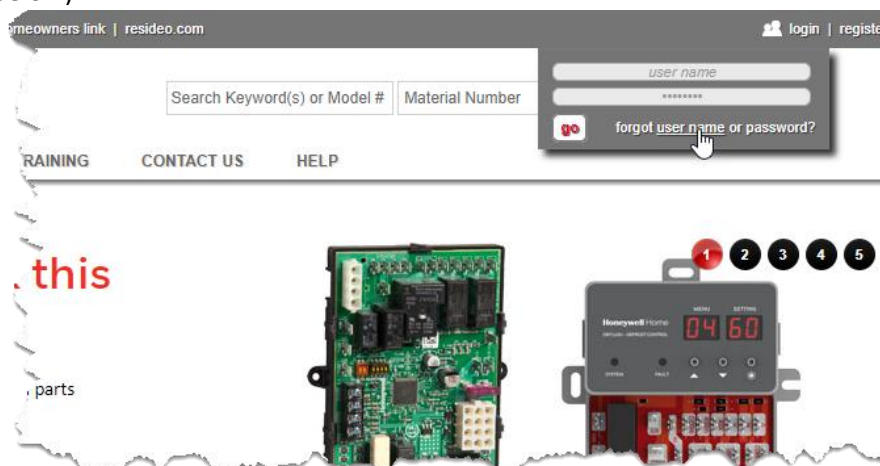 omeowners link | resideo.com
login | registe
user name
Search Keyword(s) or Model #
Material Number
go
forgot user name or password?
RAINING
CONTACT US
HELP
this
1 2 3 4 5
MENU
SETTING
Honeywell Home
04 60
SYSTEM
FAULT
parts